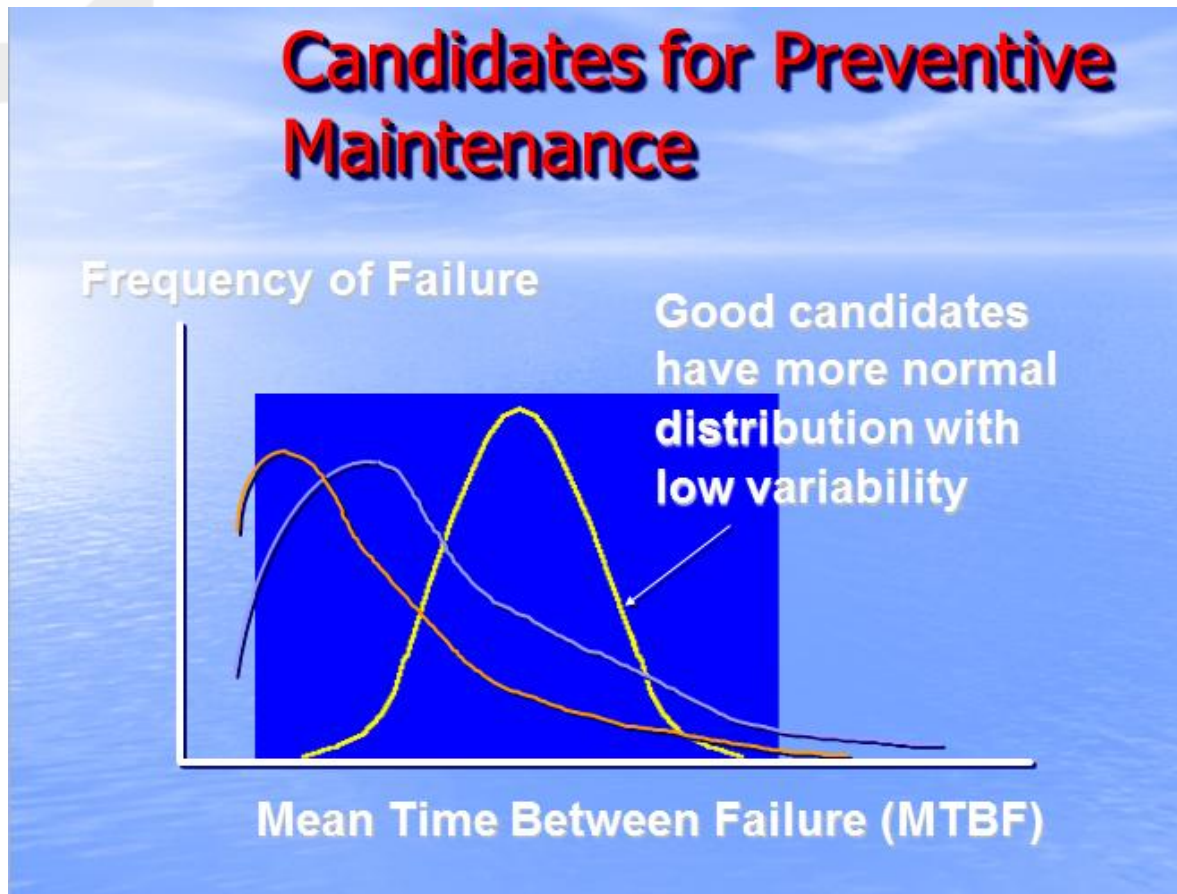 Candidates for Preventive
Maintenance
Frequency of Failure
Good candidates
have more normal
distribution with
low variability
Mean Time Between Failure (MTBF)